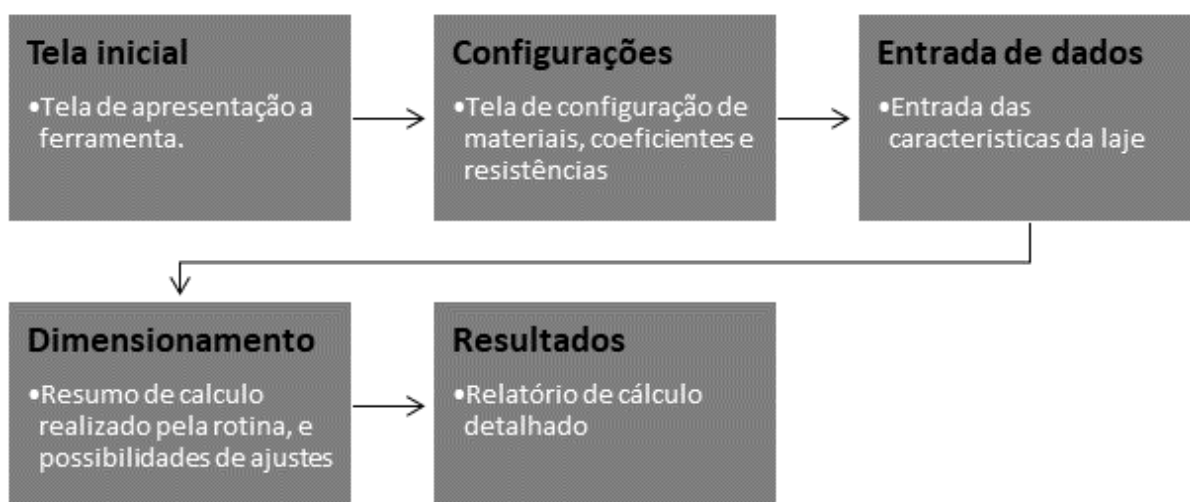 Tela inicial
•Tela de apresentação a
ferramenta.
Configurações
•Tela de configuração de
materiais, coeficientes e
resistências
Entrada de dados
•Entrada das
caracteristicas da laje
Dimensionamento
•Resumo de calculo
realizado pela rotina, e
possibilidades de ajustes
Resultados
•Relatório de cálculo
detalhado